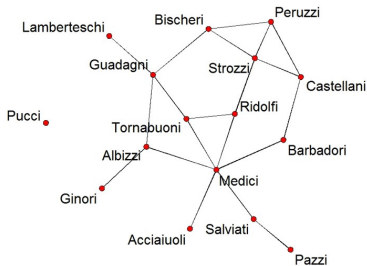 Peruzzi
Bischeri
Lamberteschi
Strozzi
Guadagni
Castellani
Ridolfi
Pucci
Tornabuoni
Barbadori
Albizzi
Medici
Ginori
Salviati
Acciaiuoli
Pazzi